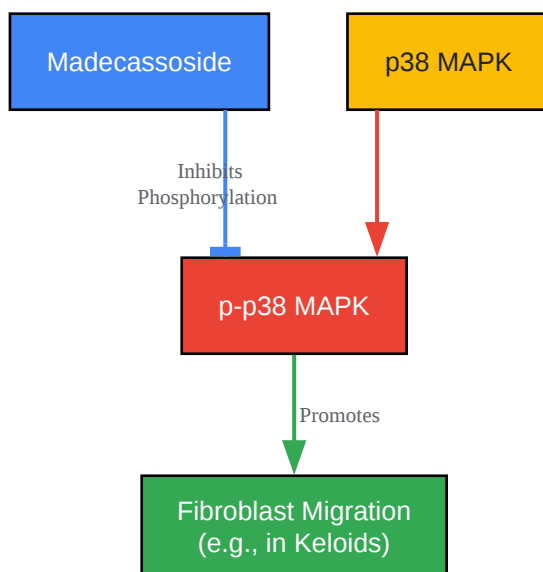 Madecassoside
p38 MAPK
Inhibits
Phosphorylation
p-p38 MAPK
Promotes
Fibroblast Migration
(e.g., in Keloids)